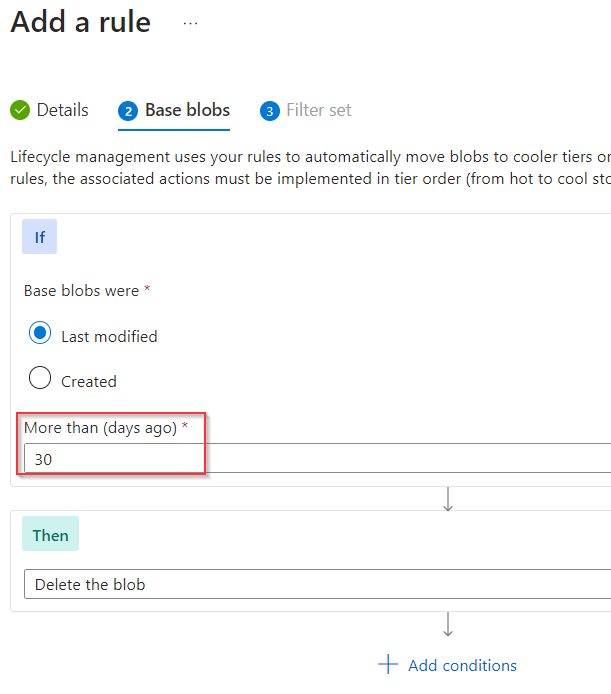 Add a rule ...
Details 2 Base blobs 3 Filter set
Lifecycle management uses your rules to automatically move blobs to cooler tiers or
rules, the associated actions must be implemented in tier order (from hot to cool sto
If
Base blobs were *
Last modified
Created
More than (days ago) *
30
Then
Delete the blob
Add conditions